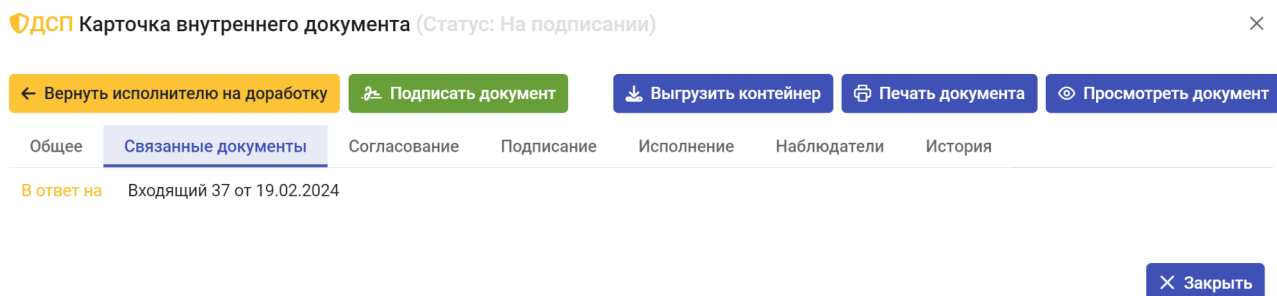 ДСП Карточка внутреннего документа (Статус: На подписании)
Вернуть исполнителю на доработку Подписать документ Выгрузить контейнер Печать документа Просмотреть документ
Общее Связанные документы Согласование Подписание Исполнение Наблюдатели История
В ответ на Входящий 37 от 19.02.2024
Закрыть